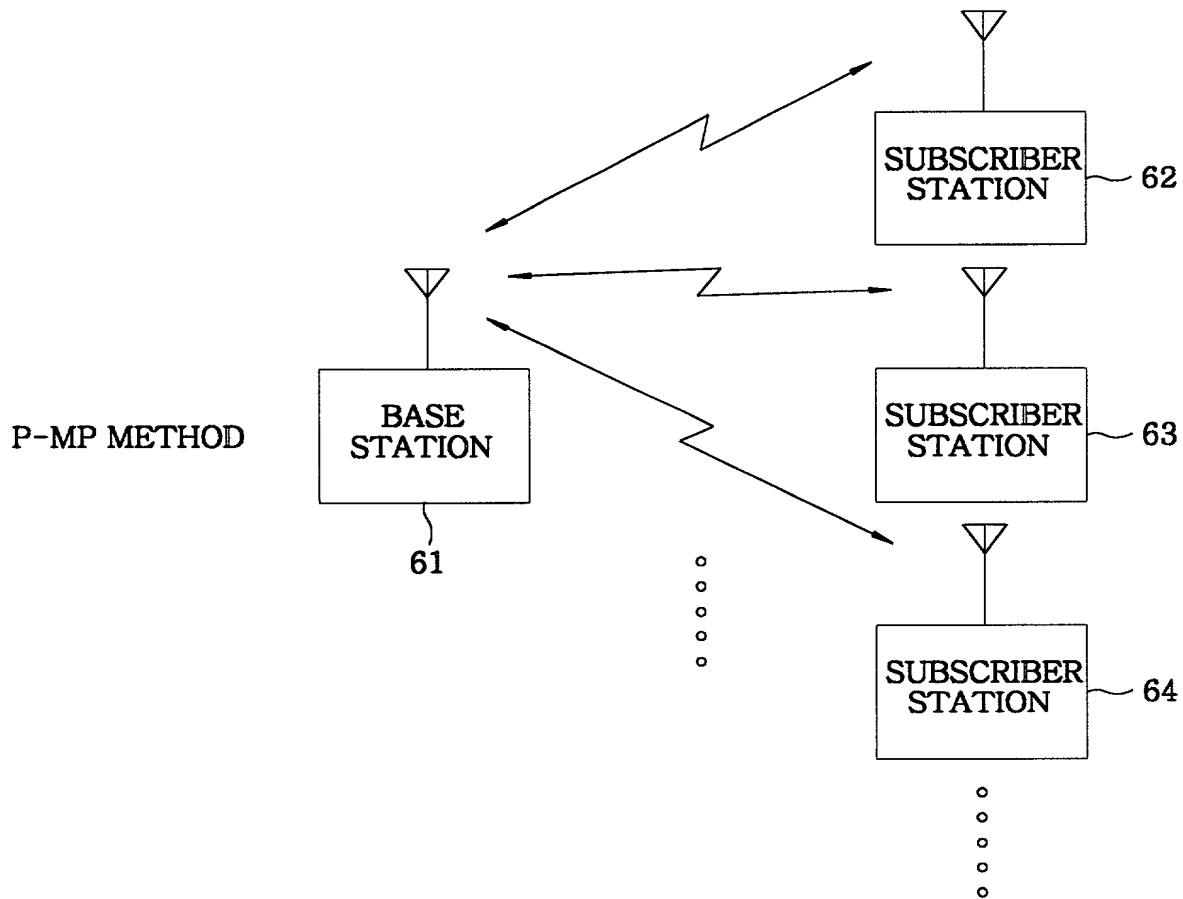 SUBSCRIBER
STATION
62
P-MP METHOD
BASE
STATION
61
SUBSCRIBER
STATION
63
SUBSCRIBER
STATION
64